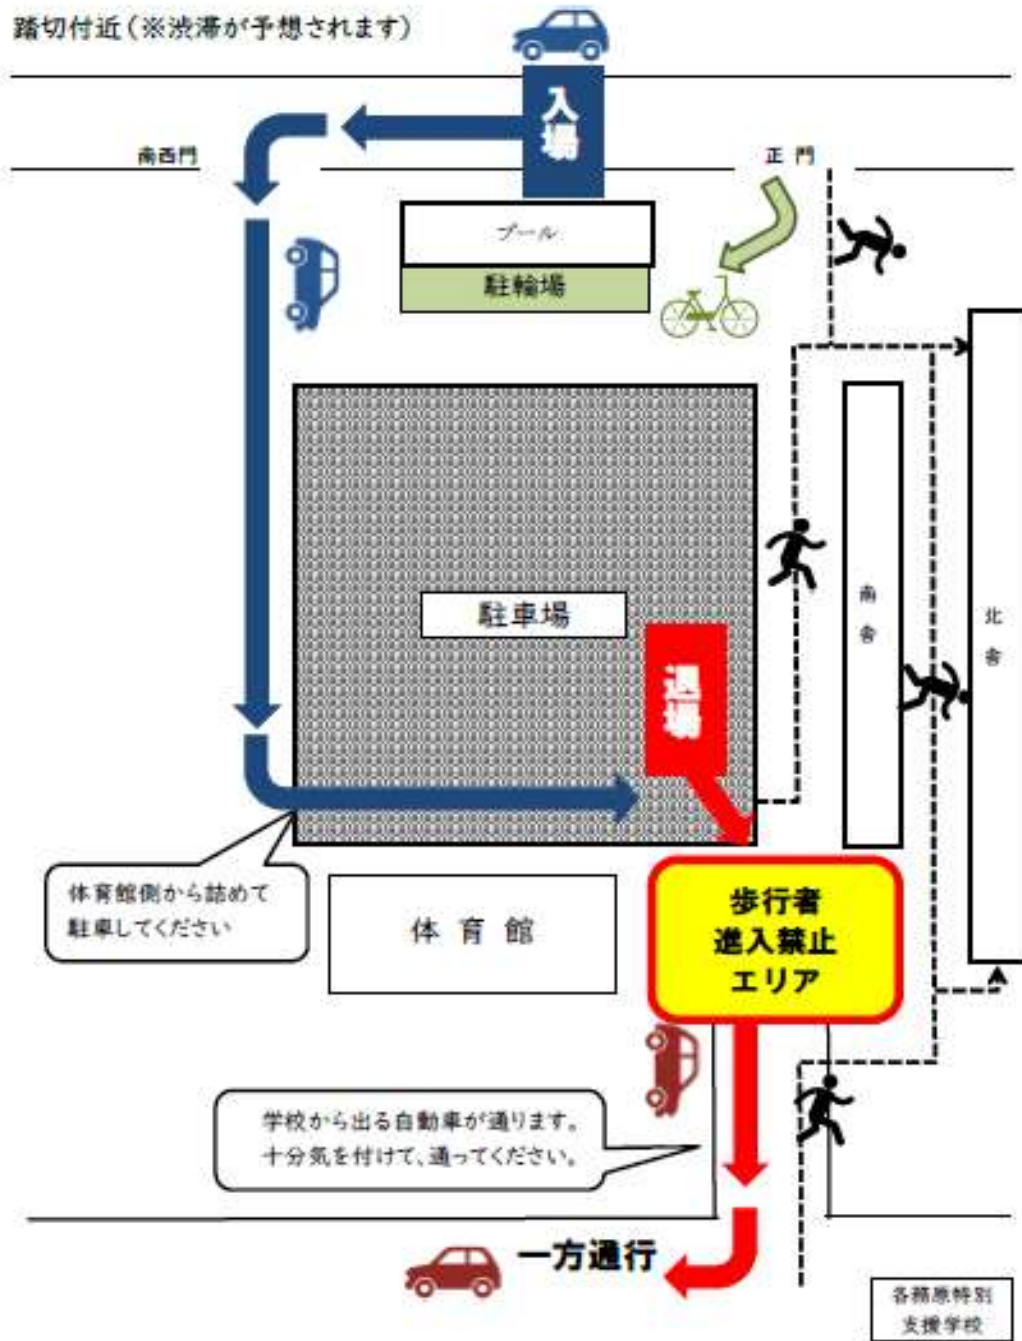 踏切付近(※渋滞が予想されます)
入場
南西門
正門
プール
駐輪場
駐車場
退場
南舎
北舎
体育館側から詰めて
駐車してください
体育館
歩行者
進入禁止
エリア
学校から出る自動車が通ります。
十分気を付けて、通ってください。
一方通行
各務原特別
支援学校